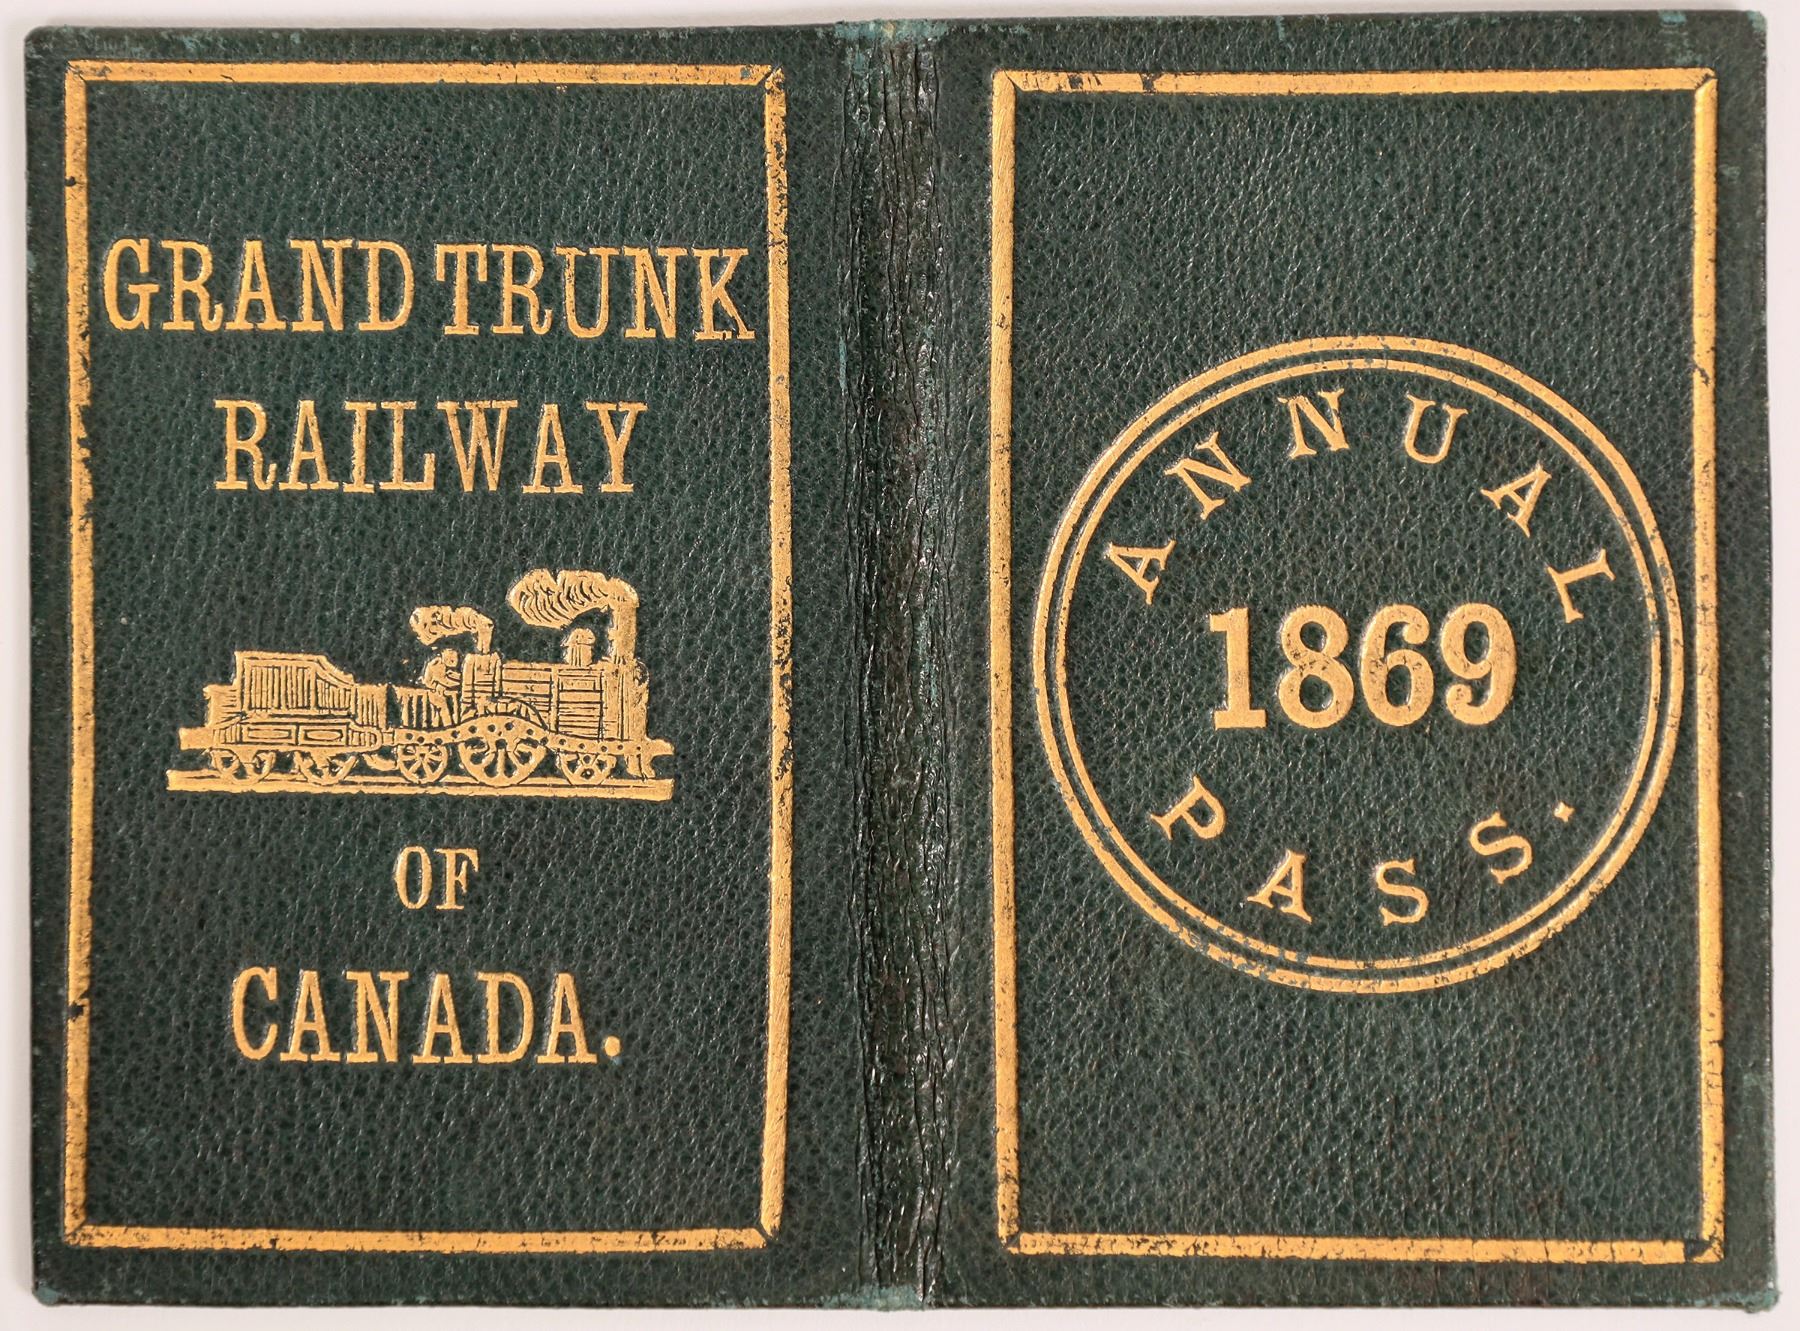 GRAND TRUNK
RAILWAY
OF
CANADA.
ANNUAL
1869
PASS.